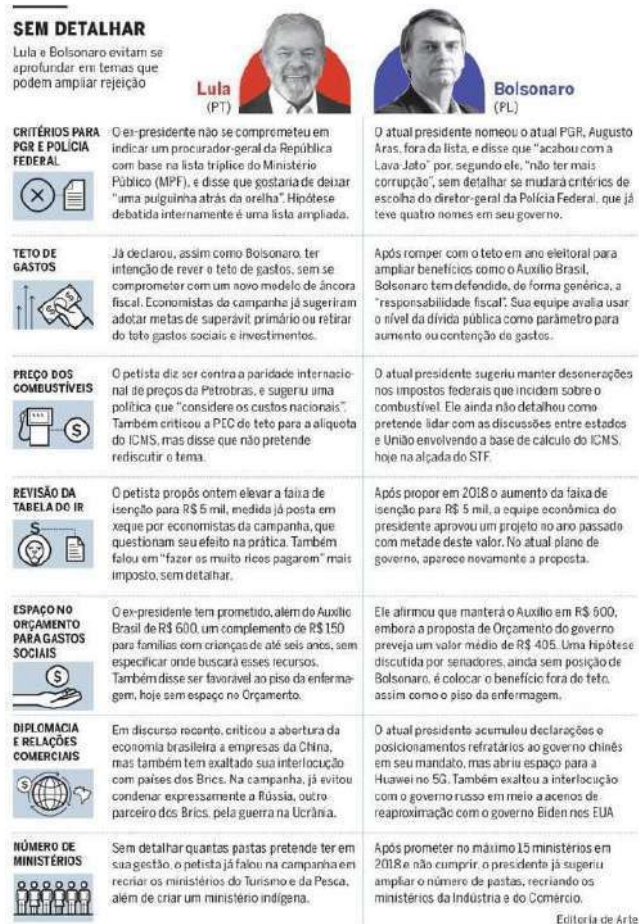 SEM DETALHAR
Lula e Bolsonaro evitam se
aprofundar em temas que
podem ampliar rejeição
Lula
(PT)
Bolsonaro
(PL)
CRITÉRIOS PARA
PGR E POLÍCIA
FEDERAL
O ex-presidente não se comprometeu em
indicar um procurador-geral da República
com base na lista tríplice do Ministério
Público (MPF), e disse que gostaria de deixar
"uma pulguinha atrás da orelha". Hipótese
debatida internamente é uma lista ampliada.
O atual presidente nomeou o atual PGR, Augusto
Aras, fora da lista, e disse que "acabou com a
Lava-Jato" por, segundo ele, "não ter mais
corrupção", sem detalhar se mudará critérios de
escolha do diretor-geral da Polícia Federal, que já
teve quatro nomes em seu governo.
TETO DE
GASTOS
Já declarou, assim como Bolsonaro, ter
intenção de rever o teto de gastos, sem se
comprometer com um novo modelo de âncora
fiscal. Economistas da campanha já sugeriram
adotar metas de superávit primário ou retirar
do teto gastos sociais e investimentos.
Após romper com o teto em ano eleitoral para
ampliar benefícios como o Auxílio Brasil,
Bolsonaro tem defendido, de forma genérica, a
"responsabilidade fiscal". Sua equipe avalia usar
o nível da dívida pública como parâmetro para
aumento ou contenção de gastos.
PREÇO DOS
COMBUSTÍVEIS
$
O petista diz ser contra a paridade internacio-
nal de preços da Petrobras, e sugeriu uma
política que "considere os custos nacionais".
Também criticou a PEC do teto para a alíquota
do ICMS, mas disse que não pretende
rediscutir o tema.
O atual presidente sugeriu manter desonerações
nos impostos federais que incidem sobre o
combustível. Ele ainda não detalhou como
pretende lidar com as discussões entre estados
e União envolvendo a base de cálculo do ICMS,
hoje na alçada do STF.
REVISÃO DA
TABELA DO IR
$
O petista propôs ontem elevar a faixa de
isenção para R$ 5 mil, medida já posta em
xeque por economistas da campanha, que
questionam seu efeito na prática. Também
falou em "fazer os muito ricos pagarem" mais
imposto, sem detalhar.
Após propor em 2018 o aumento da faixa de
isenção para R$ 5 mil, a equipe econômica do
presidente aprovou um projeto no ano passado
com metade deste valor. No atual plano de
governo, aparece novamente a proposta.
ESPAÇO NO
ORÇAMENTO
PARA GASTOS
SOCIAIS
$
O ex-presidente tem prometido, além do Auxílio
Brasil de R$ 600, um complemento de R$ 150
para famílias com crianças de até seis anos, sem
especificar onde buscará esses recursos.
Também disse ser favorável ao piso da enferma-
gem, hoje sem espaço no Orçamento.
Ele afirmou que manterá o Auxílio em R$ 600,
embora a proposta de Orçamento do governo
preveja um valor médio de R$ 405. Uma hipótese
discutida por senadores, ainda sem posição de
Bolsonaro, é colocar o benefício fora do teto,
assim como o piso da enfermagem.
DIPLOMACIA
E RELAÇÕES
COMERCIAIS
$
Em discurso recente, criticou a abertura da
economia brasileira a empresas da China,
mas também tem exaltado sua interlocução
com países dos Brics. Na campanha, já evitou
condenar expressamente a Rússia, outro
parceiro dos Brics, pela guerra na Ucrânia.
O atual presidente acumulou declarações e
posicionamentos refratários ao governo chinês
em seu mandato, mas abriu espaço para a
Huawei no 5G. Também exaltou a interlocução
com o governo russo em meio a acenos de
reaproximação com o governo Biden nos EUA
NÚMERO DE
MINISTÉRIOS
Sem detalhar quantas pastas pretende ter em
sua gestão, o petista já falou na campanha em
recriar os ministérios do Turismo e da Pesca,
além de criar um ministério indígena.
Após prometer no máximo 15 ministérios em
2018 e não cumprir, o presidente já sugeriu
ampliar o número de pastas, recriando os
ministérios da Indústria e do Comércio.
Editoria de Arte